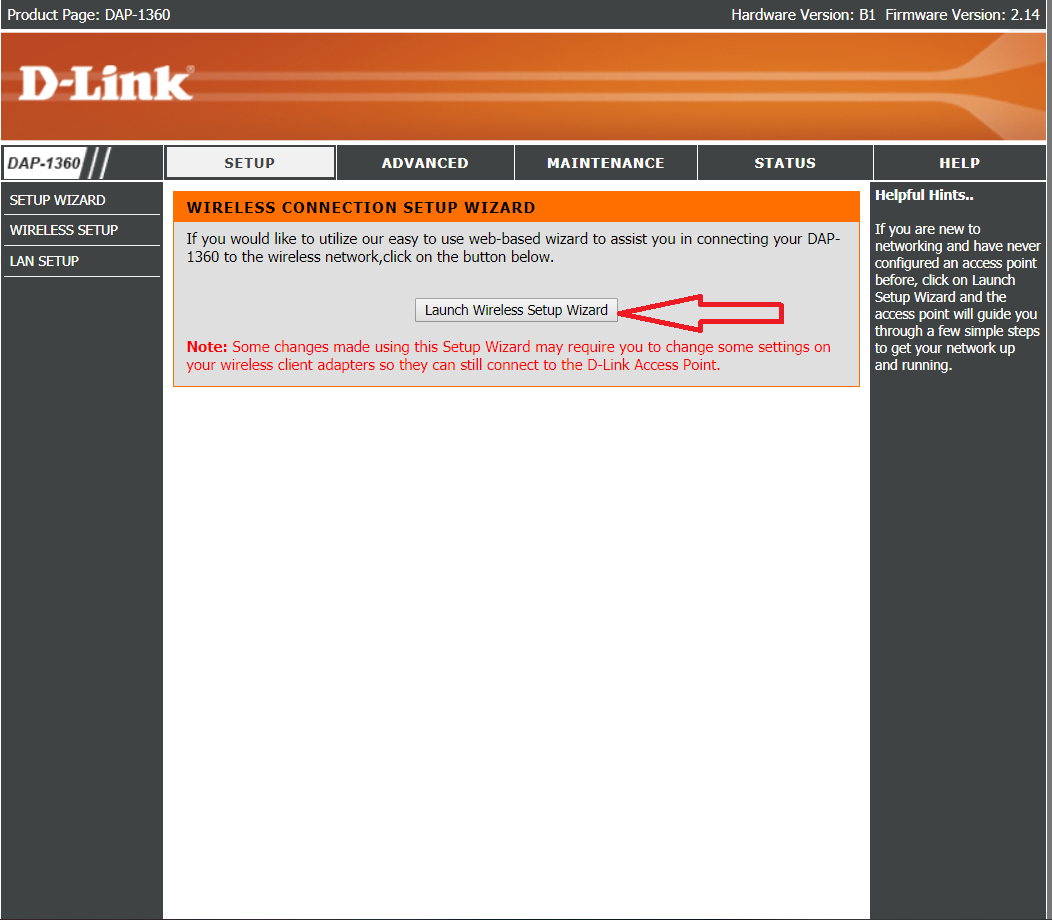 Product Page: DAP-1360
Hardware Version: B1 Firmware Version: 2.14
D-Link®
DAP-1360
SETUP
ADVANCED
MAINTENANCE
STATUS
HELP
SETUP WIZARD
WIRELESS SETUP
LAN SETUP
WIRELESS CONNECTION SETUP WIZARD
If you would like to utilize our easy to use web-based wizard to assist you in connecting your DAP-
1360 to the wireless network,click on the button below.
Launch Wireless Setup Wizard
Note: Some changes made using this Setup Wizard may require you to change some settings on
your wireless client adapters so they can still connect to the D-Link Access Point.
Helpful Hints..
If you are new to
networking and have never
configured an access point
before, click on Launch
Setup Wizard and the
access point will guide you
through a few simple steps
to get your network up
and running.